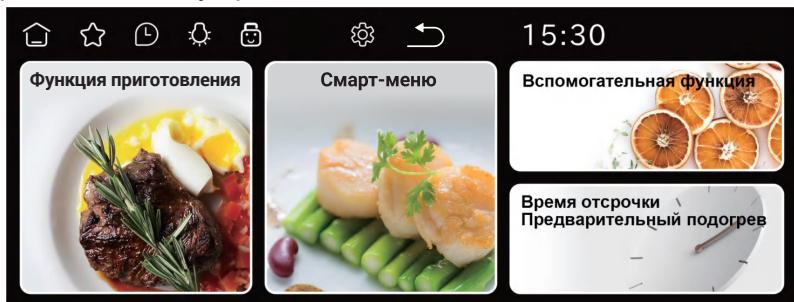 15:30
Функция приготовления
Смарт-меню
Вспомогательная функция
Время отсрочки
Предварительный подогрев